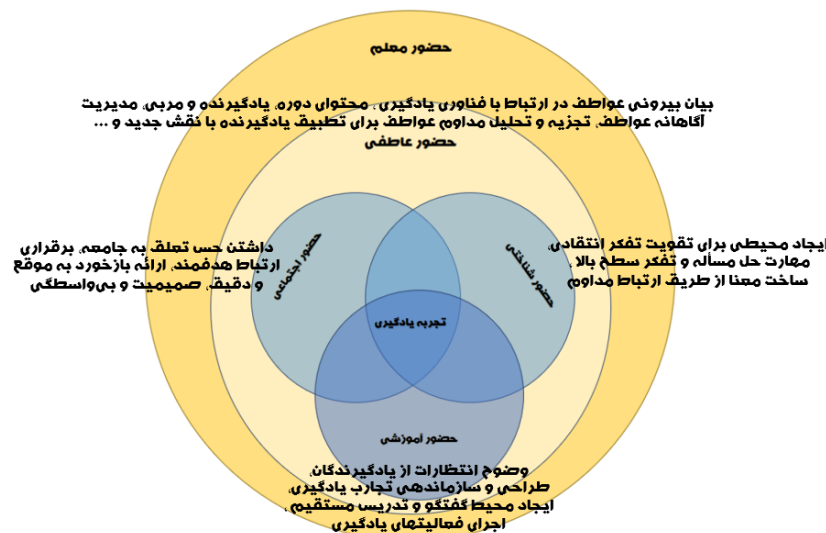 حضور معلم
بیان بیرونی عواطف در ارتباط با فناوری یادگیری ، محتوای دوره، یادگیرنده و مربی، مدیریت
آگاهانه عواطف، تجزیه و تحلیل مداوم عواطف برای تطبیق یادگیرنده با نقش جدید و ...
حضور عاطفی
حضور اجتماعی
داشتن حس تعلق به جامعه، برقراری
ارتباط هدفمند، ارائه بازخورد به موقع
و دقیق، صمیمیت و بی‌واسطگی
حضور شناختی
ایجاد محیطی برای تقویت تفکر انتقادی،
مهارت حل مسأله و تفکر سطح بالا ،
ساخت معنا از طریق ارتباط مداوم
تجربه یادگیری
حضور آموزشی
وضوح انتظارات از یادگیرندگان،
طراحی و سازماندهی تجارب یادگیری،
ایجاد محیط گفتگو و تدریس مستقیم ،
اجرای فعالیتهای یادگیری